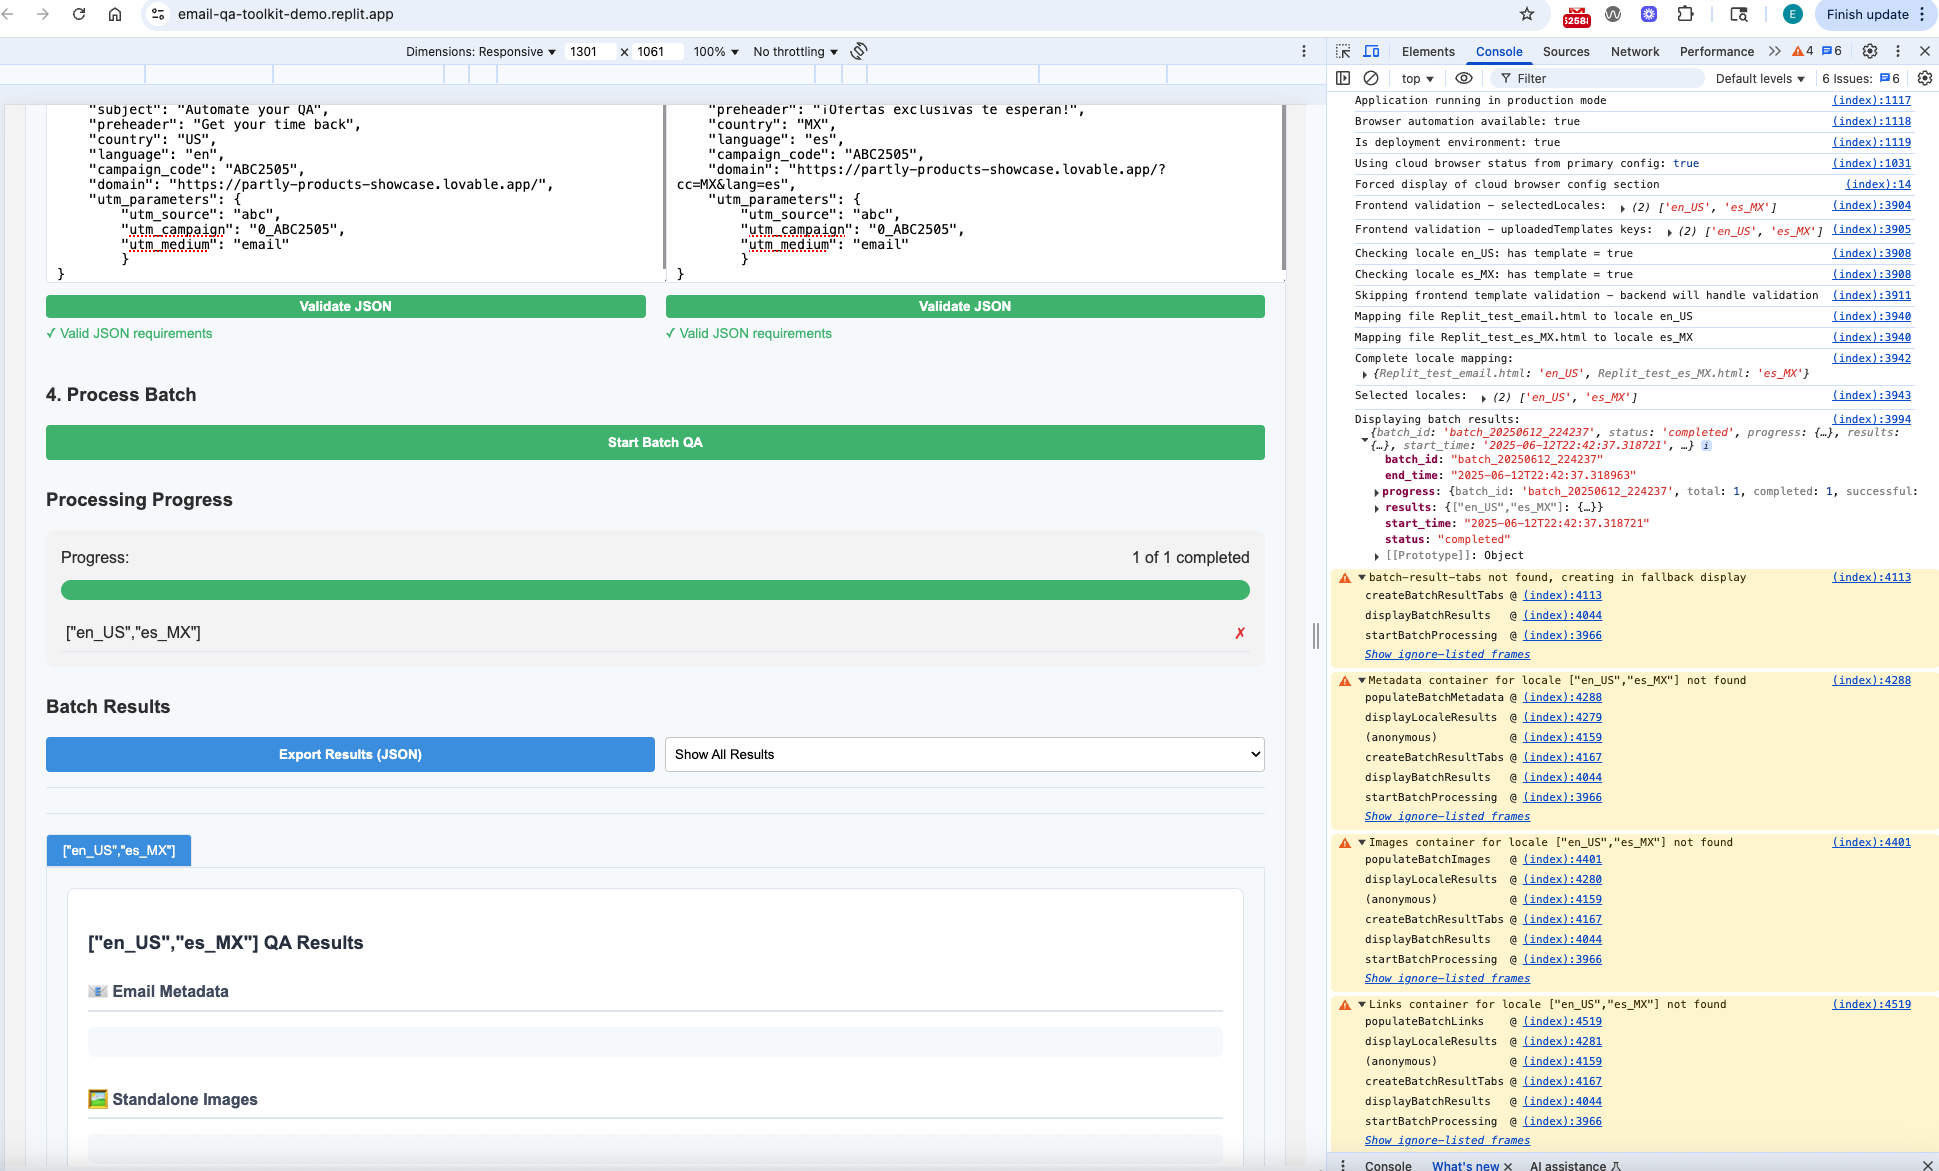 email-qa-toolkit-demo.replit.app
5258
E
Finish update
Dimensions: Responsive ▼ 1301 x 1061 100% ▼ No throttling ▼
"subject": "Automate your QA",
"preheader": "Get your time back",
"country": "US",
"language": "en",
"campaign_code": "ABC2505",
"domain": "https://partly-products-showcase.lovable.app/",
"utm_parameters": {
"utm_source": "abc",
"utm_campaign": "0_ABC2505",
"utm_medium": "email"
}
}
"preheader": "¡Ofertas exclusivas te esperan!",
"country": "MX",
"language": "es",
"campaign_code": "ABC2505",
"domain": "https://partly-products-showcase.lovable.app/?
cc=MX&lang=es",
"utm_parameters": {
"utm_source": "abc",
"utm_campaign": "0_ABC2505",
"utm_medium": "email"
}
}
Validate JSON
✓ Valid JSON requirements
Validate JSON
✓ Valid JSON requirements
4. Process Batch
Start Batch QA
Processing Progress
Progress: 1 of 1 completed
["en_US","es_MX"] ✗
Batch Results
Export Results (JSON)
Show All Results
["en_US","es_MX"]
["en_US","es_MX"] QA Results
📧 Email Metadata
🖼️ Standalone Images
Elements Console Sources Network Performance 4 6
top ▼ Filter Default levels ▼ 6 Issues: 6
Application running in production mode (index):1117
Browser automation available: true (index):1118
Is deployment environment: true (index):1119
Using cloud browser status from primary config: true (index):1031
Forced display of cloud browser config section (index):14
Frontend validation – selectedLocales: ▶ (2) ['en_US', 'es_MX'] (index):3904
Frontend validation – uploadedTemplates keys: ▶ (2) ['en_US', 'es_MX'] (index):3905
Checking locale en_US: has template = true (index):3908
Checking locale es_MX: has template = true (index):3908
Skipping frontend template validation – backend will handle validation (index):3911
Mapping file Replit_test_email.html to locale en_US (index):3940
Mapping file Replit_test_es_MX.html to locale es_MX (index):3940
Complete locale mapping: (index):3942
▶ {Replit_test_email.html: 'en_US', Replit_test_es_MX.html: 'es_MX'}
Selected locales: ▶ (2) ['en_US', 'es_MX'] (index):3943
Displaying batch results: (index):3994
{batch_id: 'batch_20250612_224237', status: 'completed', progress: {…}, results:
▼ {…}, start_time: '2025-06-12T22:42:37.318721', …} i
batch_id: "batch_20250612_224237"
end_time: "2025-06-12T22:42:37.318963"
▶ progress: {batch_id: 'batch_20250612_224237', total: 1, completed: 1, successful:
▶ results: {["en_US","es_MX"]: {…}}
start_time: "2025-06-12T22:42:37.318721"
status: "completed"
▶ [[Prototype]]: Object
▼ batch-result-tabs not found, creating in fallback display (index):4113
createBatchResultTabs @ (index):4113
displayBatchResults @ (index):4044
startBatchProcessing @ (index):3966
Show ignore-listed frames
▼ Metadata container for locale ["en_US","es_MX"] not found (index):4288
populateBatchMetadata @ (index):4288
displayLocaleResults @ (index):4279
(anonymous) @ (index):4159
createBatchResultTabs @ (index):4167
displayBatchResults @ (index):4044
startBatchProcessing @ (index):3966
Show ignore-listed frames
▼ Images container for locale ["en_US","es_MX"] not found (index):4401
populateBatchImages @ (index):4401
displayLocaleResults @ (index):4280
(anonymous) @ (index):4159
createBatchResultTabs @ (index):4167
displayBatchResults @ (index):4044
startBatchProcessing @ (index):3966
Show ignore-listed frames
▼ Links container for locale ["en_US","es_MX"] not found (index):4519
populateBatchLinks @ (index):4519
displayLocaleResults @ (index):4281
(anonymous) @ (index):4159
createBatchResultTabs @ (index):4167
displayBatchResults @ (index):4044
startBatchProcessing @ (index):3966
Show ignore-listed frames
Console What's new × AI assistance